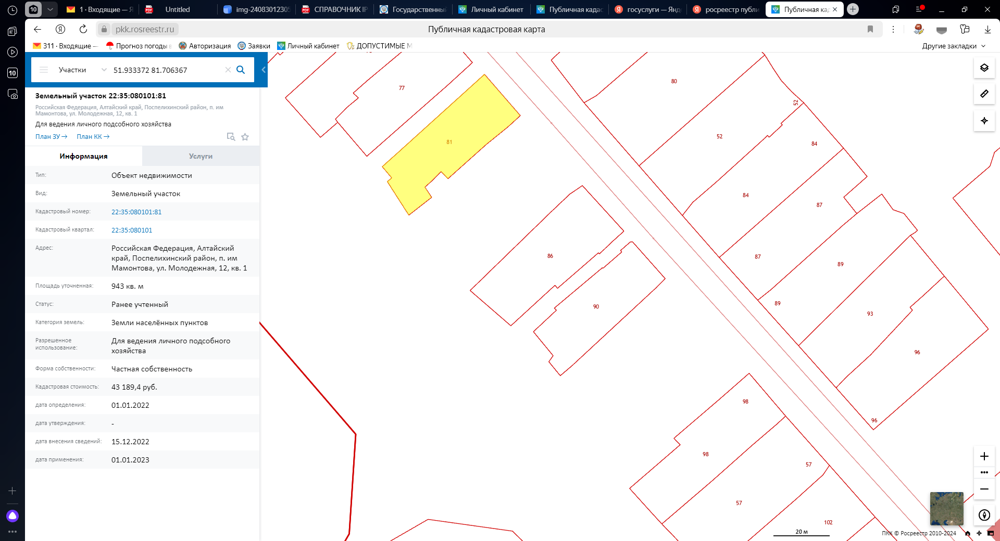 10
1 · Входящие — Я
Untitled
img-24083012305
СПРАВОЧНИК IP
Государственный
Личный кабинет
Публичная кадас
госуслуги — Янд
росреестр публи
Публичная кад
pkk.rosreestr.ru
Публичная кадастровая карта
311 · Входящие —
Прогноз погоды в
Авторизация
Заявки
Личный кабинет
ДОПУСТИМЫЕ М
Другие закладки
10
Участки
51.933372 81.706367
Земельный участок 22:35:080101:81
Российская Федерация, Алтайский край, Поспелихинский район, п. им
Мамонтова, ул. Молодежная, 12, кв. 1
Для ведения личного подсобного хозяйства
План ЗУ→
План КК→
Информация
Услуги
Тип:
Объект недвижимости
Вид:
Земельный участок
Кадастровый номер:
22:35:080101:81
Кадастровый квартал:
22:35:080101
Адрес:
Российская Федерация, Алтайский
край, Поспелихинский район, п. им
Мамонтова, ул. Молодежная, 12, кв. 1
Площадь уточненная:
943 кв. м
Статус:
Ранее учтенный
Категория земель:
Земли населённых пунктов
Разрешенное
использование:
Для ведения личного подсобного
хозяйства
Форма собственности:
Частная собственность
Кадастровая стоимость:
43 189,4 руб.
дата определения:
01.01.2022
дата утверждения:
-
дата внесения сведений:
15.12.2022
дата применения:
01.01.2023
77
80
52
81
52
84
84
87
86
87
89
90
89
93
96
98
96
98
57
57
102
20 м
ПКК © Росреестр 2010-2024